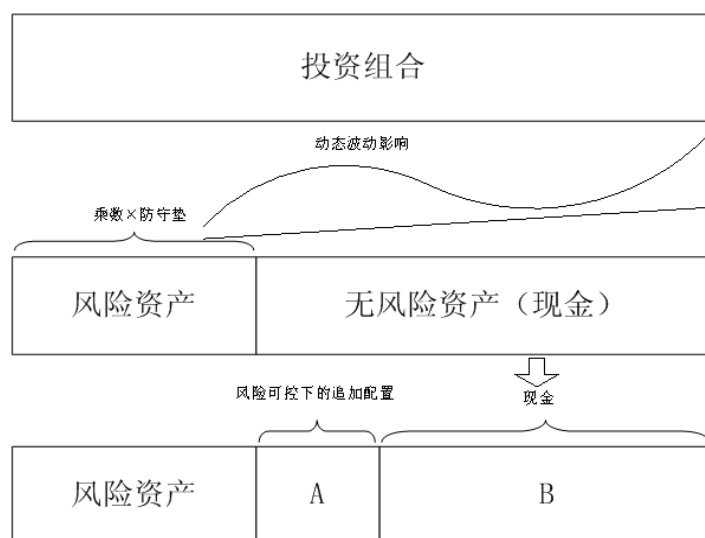 投资组合
动态波动影响
乘数×防守垫
风险资产
无风险资产（现金）
风险可控下的追加配置
现金
风险资产
A
B